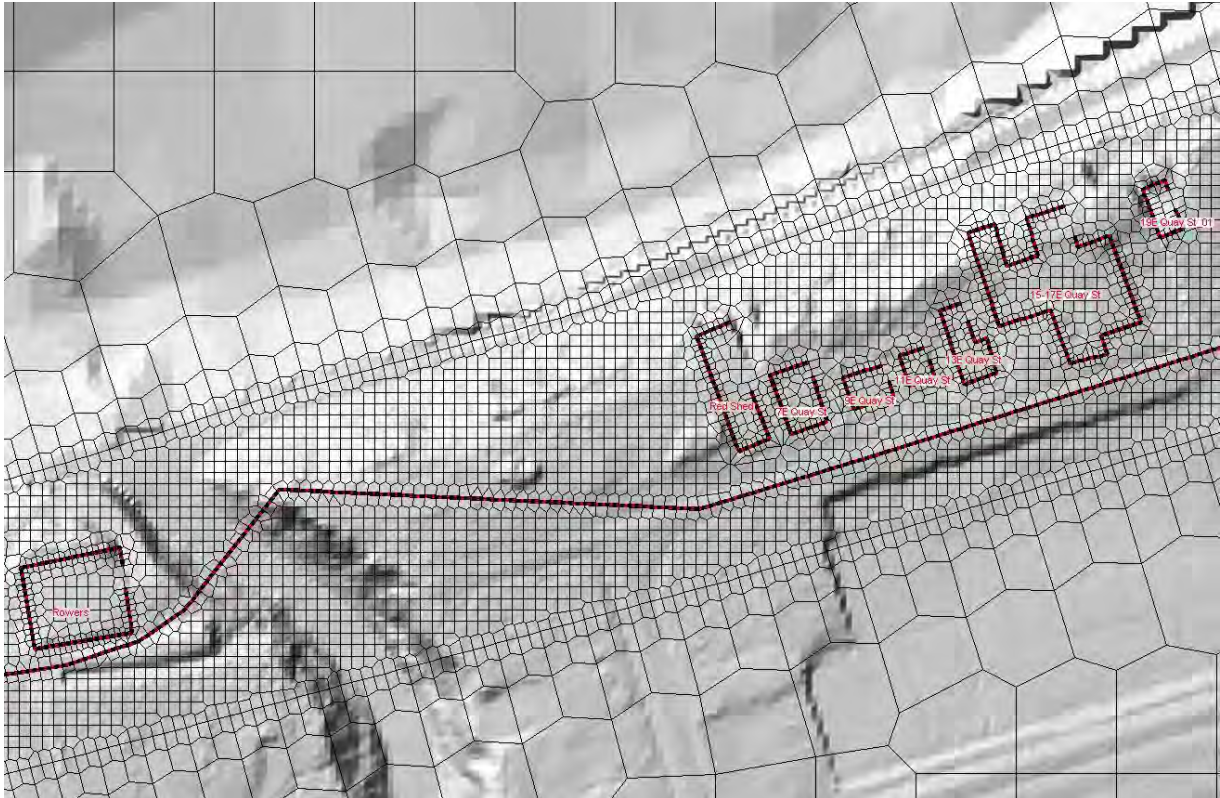 19E Quay St_01
15-17E Quay St
13E Quay St
11E Quay St
9E Quay St
7E Quay St
Red Shed
Rowers